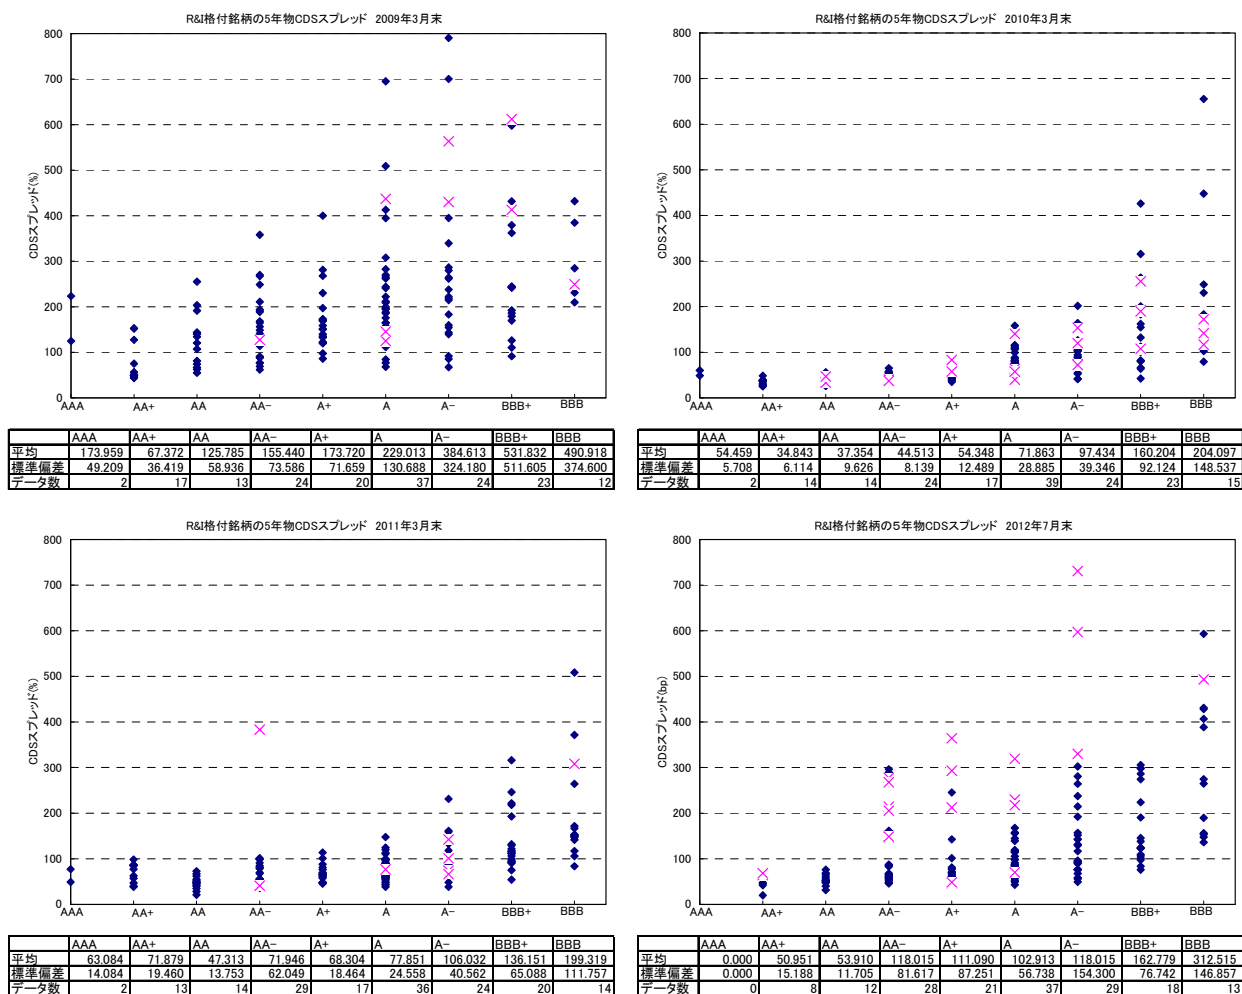 R&I格付銘柄の5年物CDSスプレッド 2009年3月末
CDSスプレッド(%)
800
700
600
500
400
300
200
100
0
AAA AA+ AA AA− A+ A A− BBB+ BBB
AAA AA+ AA AA− A+ A A− BBB+ BBB
平均 173.959 67.372 125.785 155.440 173.720 229.013 384.613 531.832 490.918
標準偏差 49.209 36.419 58.936 73.586 71.659 130.688 324.180 511.605 374.600
データ数 2 17 13 24 20 37 24 23 12
R&I格付銘柄の5年物CDSスプレッド 2010年3月末
CDSスプレッド(%)
800
700
600
500
400
300
200
100
0
AAA AA+ AA AA− A+ A A− BBB+ BBB
AAA AA+ AA AA− A+ A A− BBB+ BBB
平均 54.459 34.843 37.354 44.513 54.348 71.863 97.434 160.204 204.097
標準偏差 5.708 6.114 9.626 8.139 12.489 28.885 39.346 92.124 148.537
データ数 2 14 14 24 17 39 24 23 15
R&I格付銘柄の5年物CDSスプレッド 2011年3月末
CDSスプレッド(%)
800
700
600
500
400
300
200
100
0
AAA AA+ AA AA− A+ A A− BBB+ BBB
AAA AA+ AA AA− A+ A A− BBB+ BBB
平均 63.084 71.879 47.313 71.946 68.304 77.851 106.032 136.151 199.319
標準偏差 14.084 19.460 13.753 62.049 18.464 24.558 40.562 65.088 111.757
データ数 2 13 14 29 17 36 24 20 14
R&I格付銘柄の5年物CDSスプレッド 2012年7月末
CDSスプレッド(bp)
800
700
600
500
400
300
200
100
0
AAA AA+ AA AA− A+ A A− BBB+ BBB
AAA AA+ AA AA− A+ A A− BBB+ BBB
平均 0.000 50.951 53.910 118.015 111.090 102.913 118.015 162.779 312.515
標準偏差 0.000 15.188 11.705 81.617 87.251 56.738 154.300 76.742 146.857
データ数 0 8 12 28 21 37 29 18 13